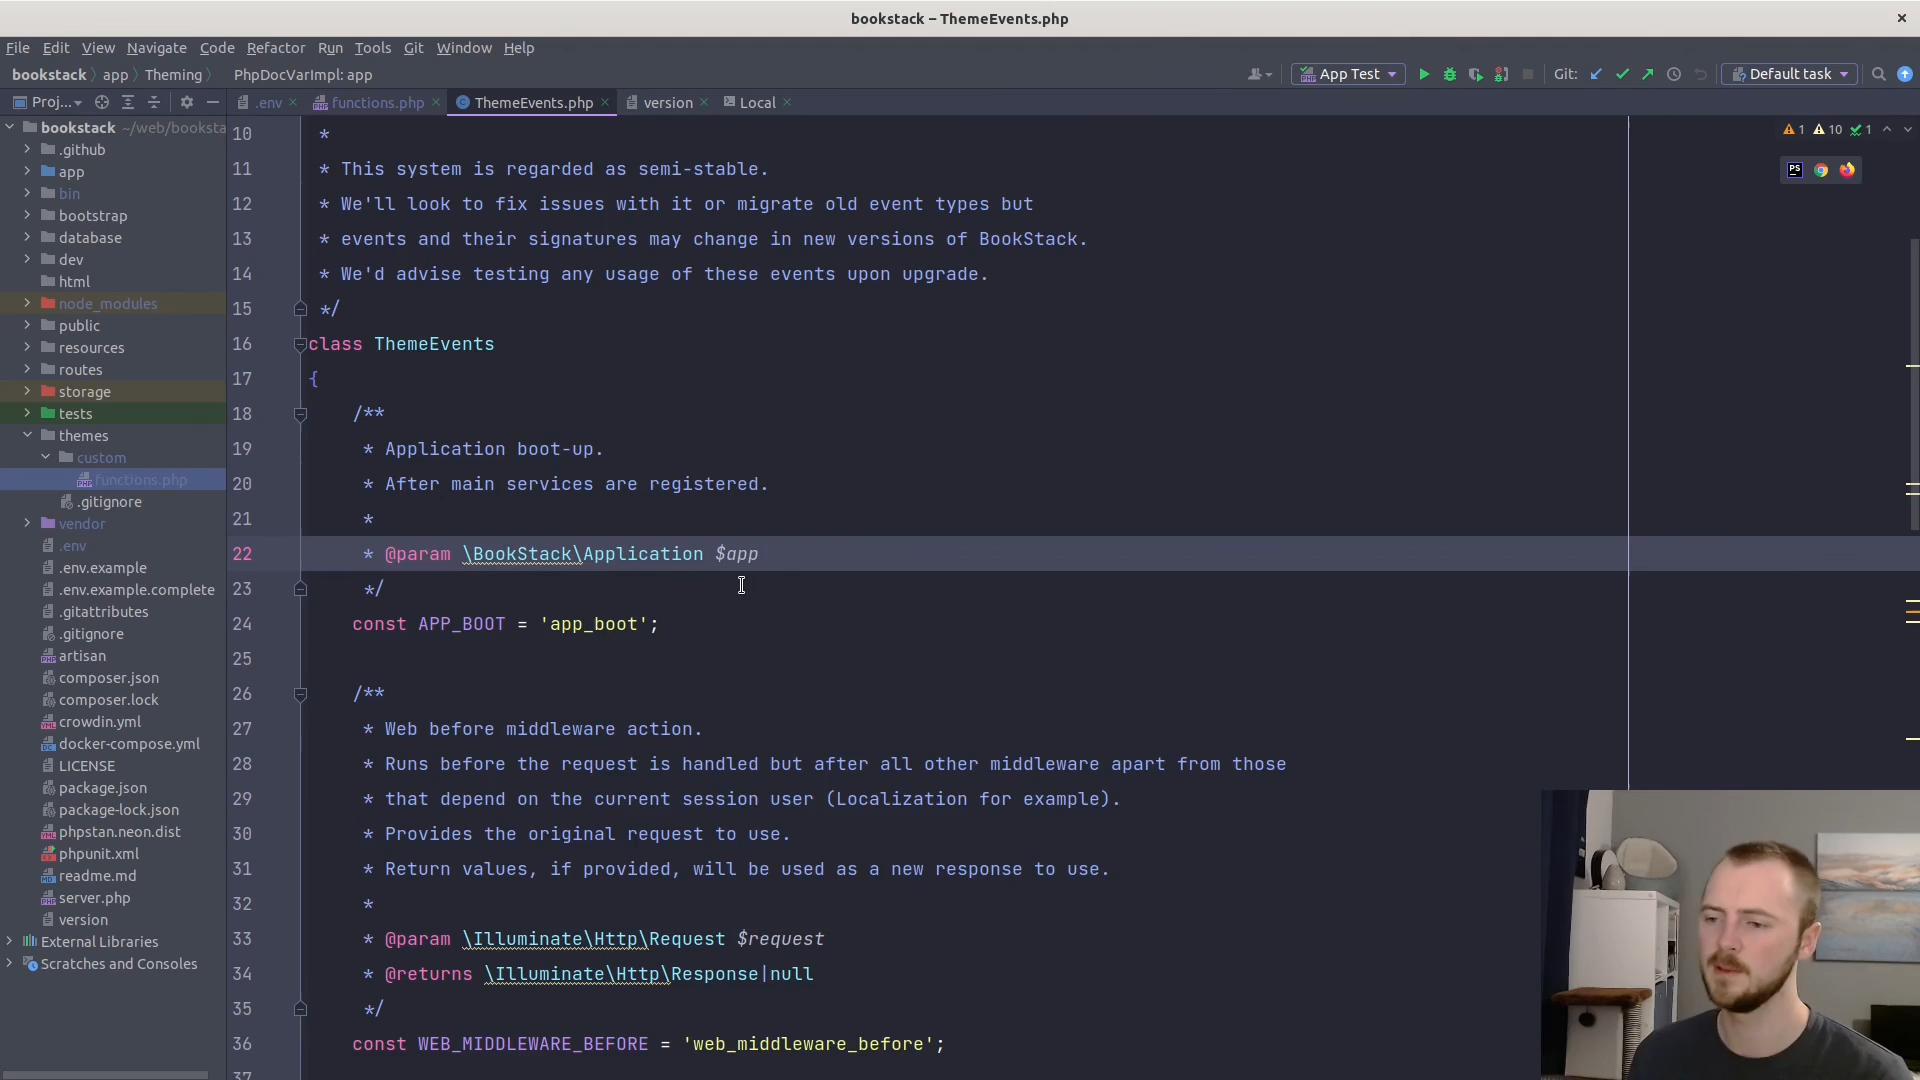 bookstack – ThemeEvents.php
File Edit View Navigate Code Refactor Run Tools Git Window Help
bookstack app Theming PhpDocVarImpl: app
App Test Git: Default task
Proj... .env functions.php ThemeEvents.php version Local
bookstack ~/web/booksta
.github
app
bin
bootstrap
database
dev
html
node_modules
public
resources
routes
storage
tests
themes
custom
functions.php
.gitignore
vendor
.env
.env.example
.env.example.complete
.gitattributes
.gitignore
artisan
composer.json
composer.lock
crowdin.yml
docker-compose.yml
LICENSE
package.json
package-lock.json
phpstan.neon.dist
phpunit.xml
readme.md
server.php
version
External Libraries
Scratches and Consoles
1 10 1
PS
10 *
11 * This system is regarded as semi-stable.
12 * We'll look to fix issues with it or migrate old event types but
13 * events and their signatures may change in new versions of BookStack.
14 * We'd advise testing any usage of these events upon upgrade.
15 */
16 class ThemeEvents
17 {
18 /**
19 * Application boot-up.
20 * After main services are registered.
21 *
22 * @param \BookStack\Application $app
23 */
24 const APP_BOOT = 'app_boot';
25
26 /**
27 * Web before middleware action.
28 * Runs before the request is handled but after all other middleware apart from those
29 * that depend on the current session user (Localization for example).
30 * Provides the original request to use.
31 * Return values, if provided, will be used as a new response to use.
32 *
33 * @param \Illuminate\Http\Request $request
34 * @returns \Illuminate\Http\Response|null
35 */
36 const WEB_MIDDLEWARE_BEFORE = 'web_middleware_before';
37